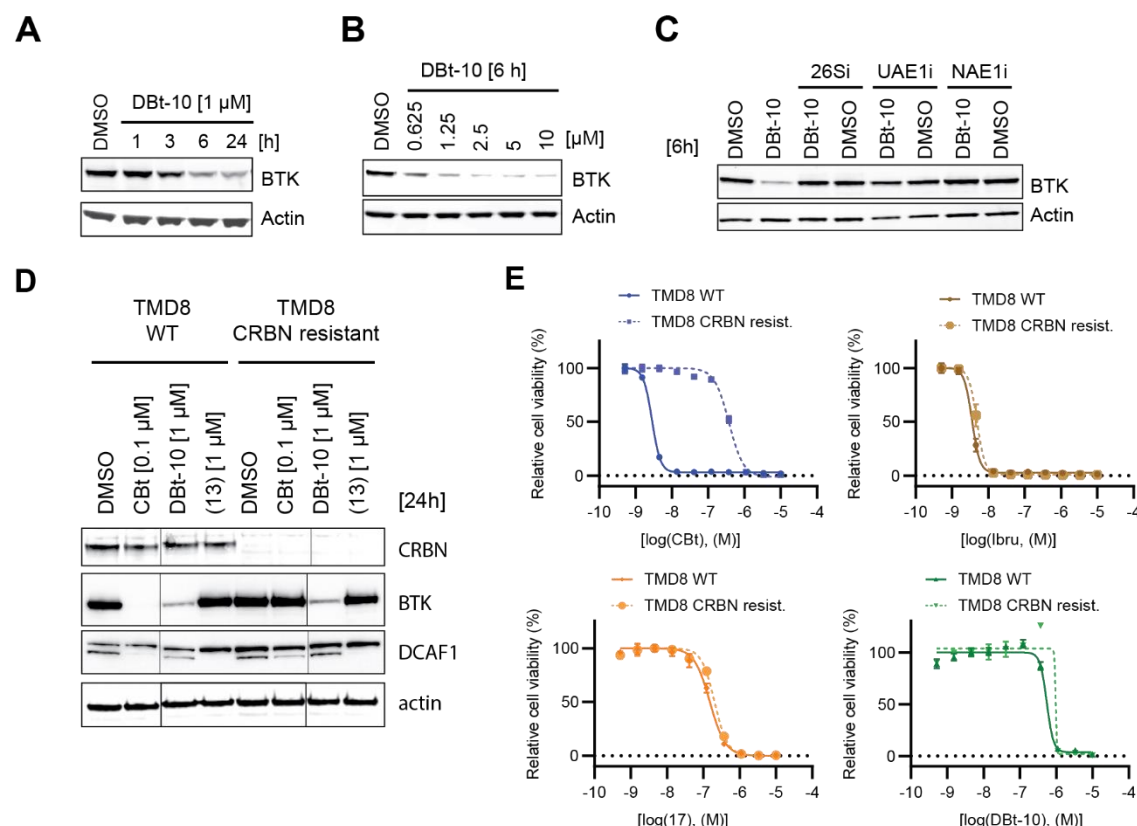 A
DBt-10 [1 µM]
DMSO
1 3 6 24 [h]
BTK
Actin
B
DBt-10 [6 h]
DMSO
0.625
1.25
2.5
5
10
[µM]
BTK
Actin
C
26Si UAE1i NAE1i
[6h]
DMSO
DBt-10
DBt-10
DMSO
DBt-10
DMSO
DBt-10
DMSO
BTK
Actin
D
TMD8 TMD8
WT CRBN resistant
DMSO
CBt [0.1 µM]
DBt-10 [1 µM]
(13) [1 µM]
DMSO
CBt [0.1 µM]
DBt-10 [1 µM]
(13) [1 µM]
[24h]
CRBN
BTK
DCAF1
actin
E
TMD8 WT
TMD8 CRBN resist.
Relative cell viability (%)
100
50
0
-10 -9 -8 -7 -6 -5 -4
[log(CBt), (M)]
TMD8 WT
TMD8 CRBN resist.
Relative cell viability (%)
100
50
0
-10 -9 -8 -7 -6 -5 -4
[log(Ibru, (M)]
TMD8 WT
TMD8 CRBN resist.
Relative cell viability (%)
100
50
0
-10 -9 -8 -7 -6 -5 -4
[log(17), (M)]
TMD8 WT
TMD8 CRBN resist.
Relative cell viability (%)
100
50
0
-10 -9 -8 -7 -6 -5 -4
[log(DBt-10), (M)]